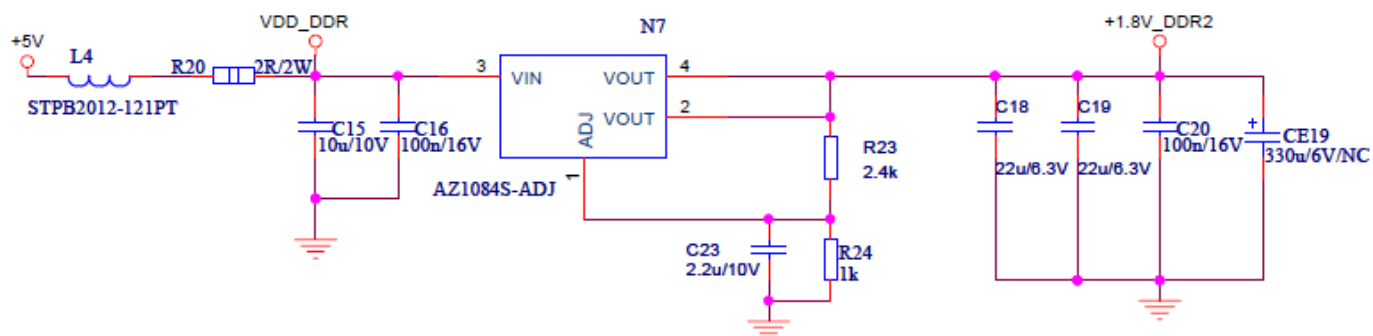 VDD_DDR
N7
+1.8V_DDR2
+5V
L4
R20
2R/2W
3
VIN
VOUT
4
STPB2012-121PT
C15
10u/10V
C16
100n/16V
VOUT
2
ADJ
1
AZ1084S-ADJ
R23
2.4k
C18
22u/6.3V
C19
22u/6.3V
C20
100n/16V
+
CE19
330u/6V/NC
C23
2.2u/10V
R24
1k